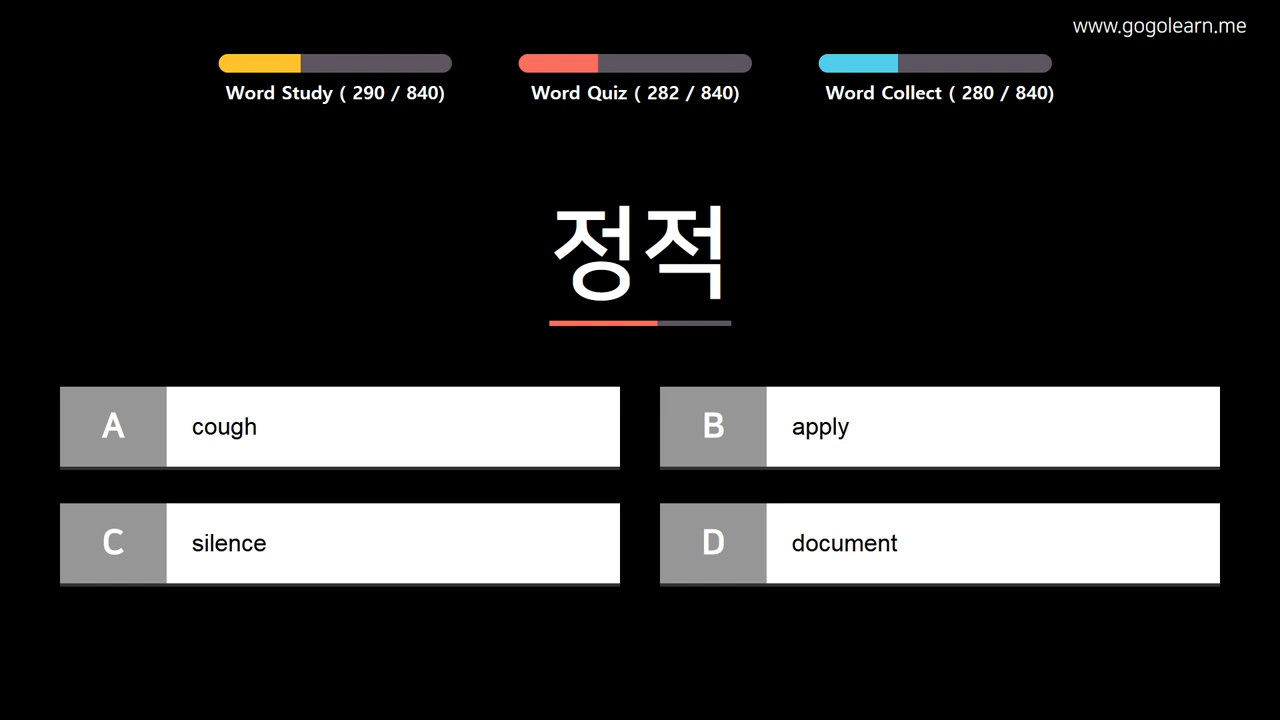 www.gogolearn.me
Word Study ( 290 / 840)
Word Quiz ( 282 / 840)
Word Collect ( 280 / 840)
정적
A cough
B apply
C silence
D document